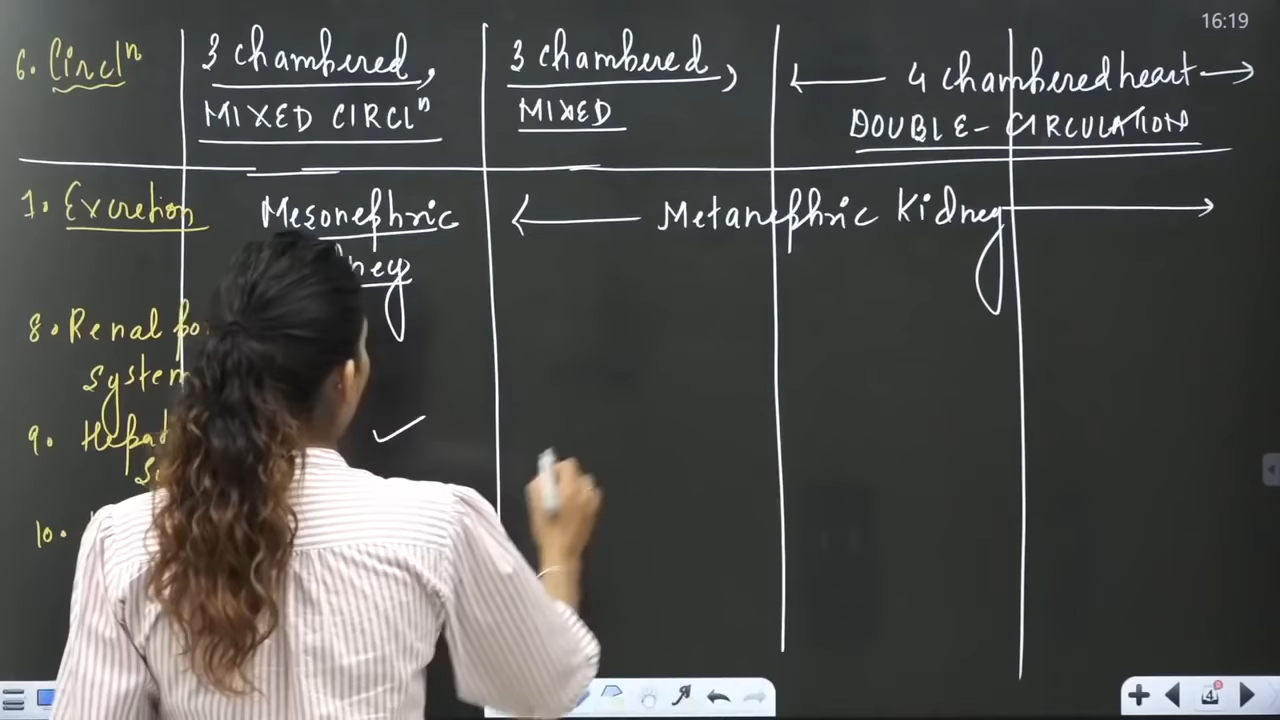 16:19
6. Circlⁿ
3 chambered,
MIXED CIRCLⁿ
3 chambered,
MIXED
4 chambered heart
DOUBLE - CIRCULATION
7. Excretion
Mesonephric
Metanephric Kidney
8. Renal
system
9.
10.
4